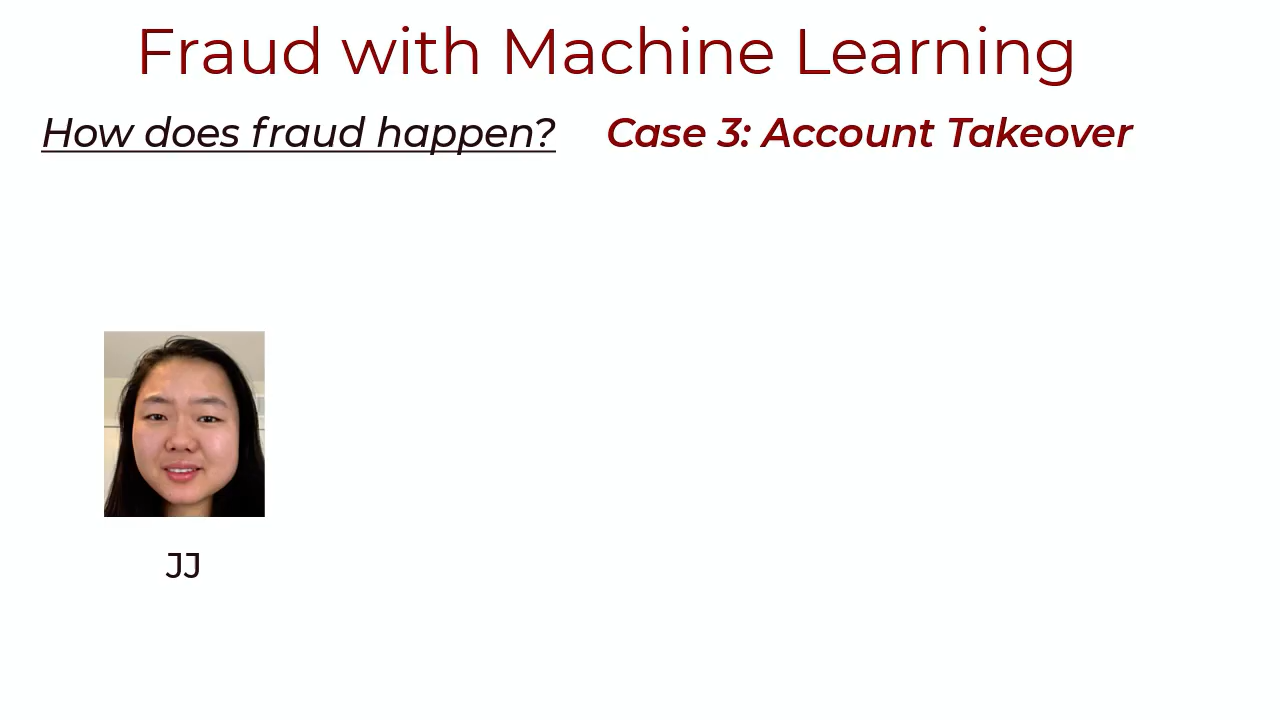 Fraud with Machine Learning
How does fraud happen? Case 3: Account Takeover
JJ